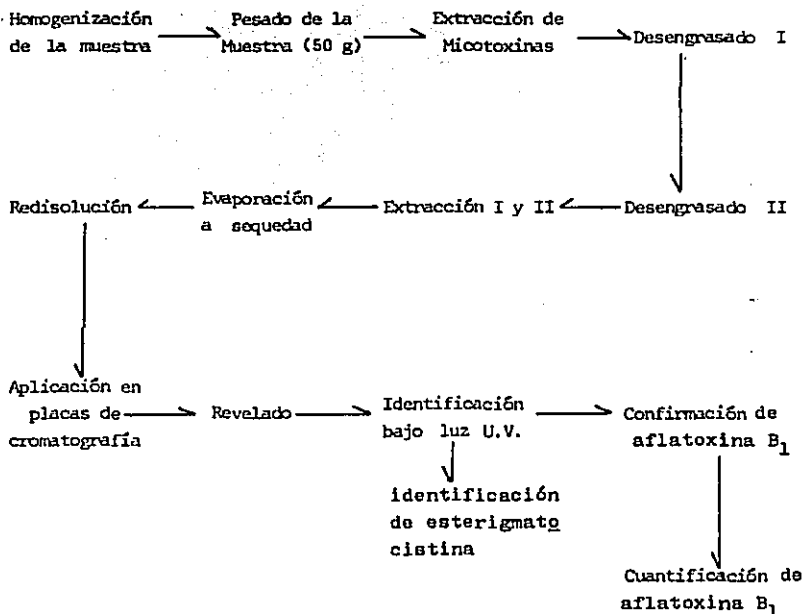 Homogenización
de la muestra
Pesado de la
Muestra (50 g)
Extracción de
Micotoxinas
Desengrasado I
Desengrasado II
Extracción I y II
Evaporación
a sequedad
Redisolución
Aplicación en
placas de
cromatografía
Revelado
Identificación
bajo luz U.V.
identificación
de esterigmato
cistina
Confirmación de
aflatoxina B1
Cuantificación de
aflatoxina B1